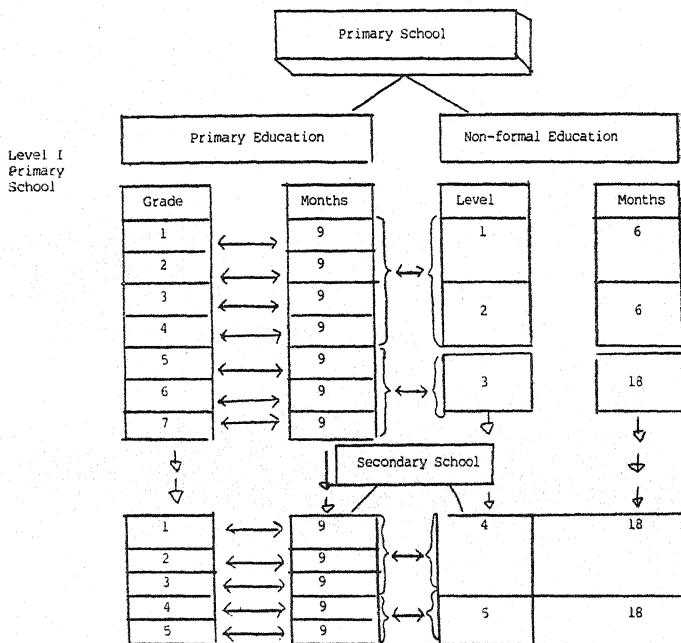 Primary School
Primary Education Non-formal Education
Level I
Primary
School
Grade Months Level Months
1 9 1 6
2 9
3 9 2 6
4 9
5 9 3 18
6 9
7 9
Secondary School
1 9 4 18
2 9
3 9
4 9 5 18
5 9